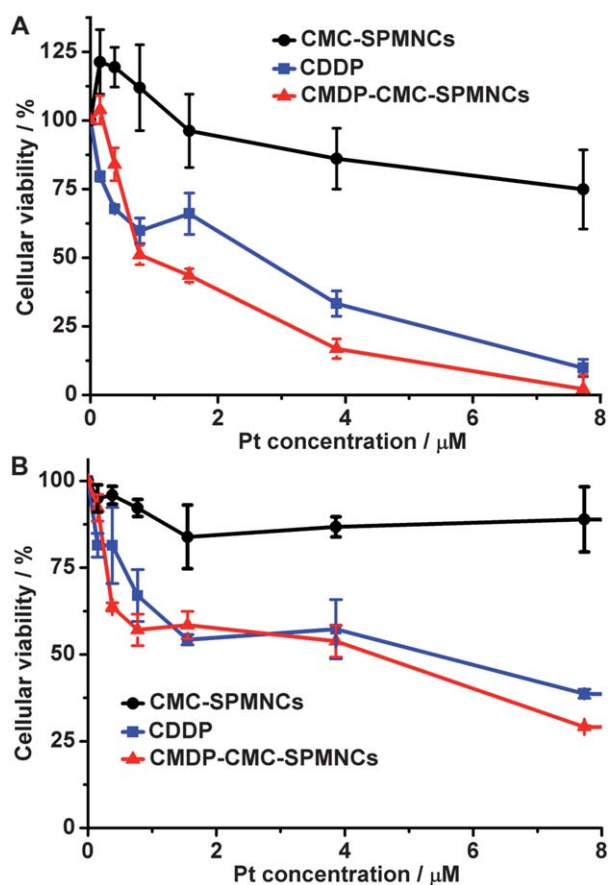 A
CMC-SPMNCs
CDDP
CMDP-CMC-SPMNCs
Cellular viability / %
125
100
75
50
25
0
0
2
4
6
8
Pt concentration / μM
B
CMC-SPMNCs
CDDP
CMDP-CMC-SPMNCs
Cellular viability / %
100
75
50
25
0
0
2
4
6
8
Pt concentration / μM